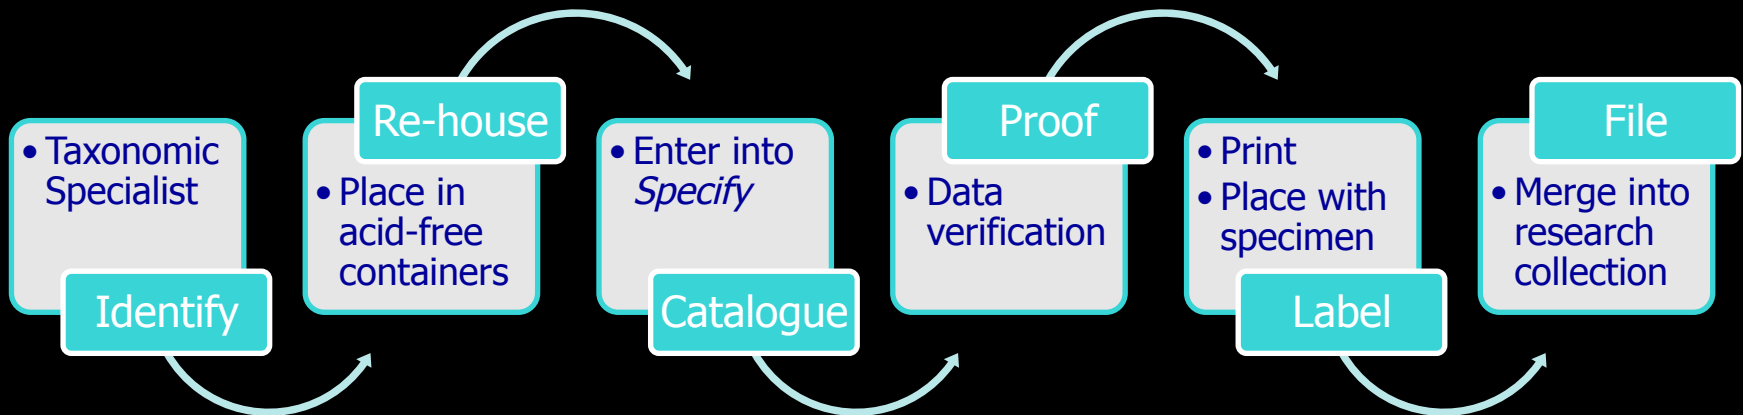 • Taxonomic
Specialist
Identify
Re-house
• Place in
acid-free
containers
• Enter into
Specify
Catalogue
Proof
• Data
verification
• Print
• Place with
specimen
Label
File
• Merge into
research
collection